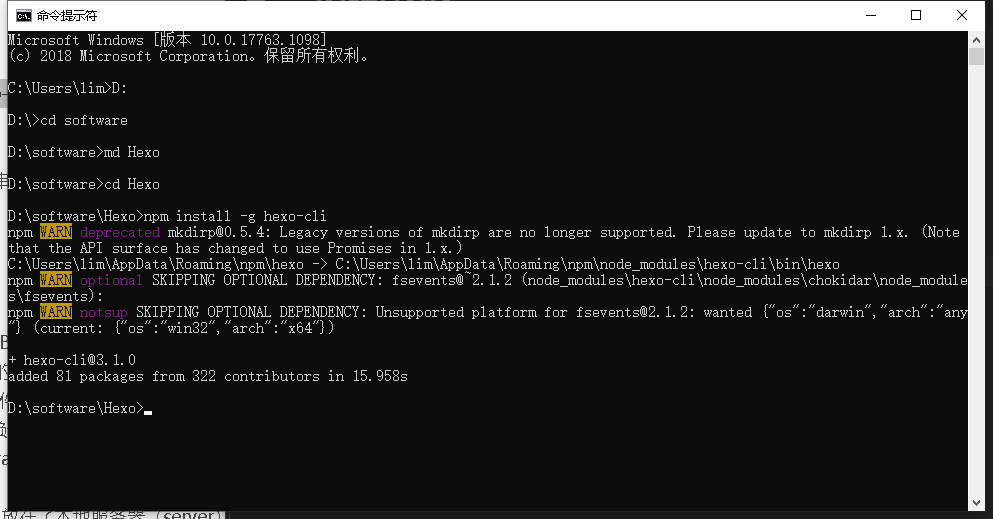 命令提示符
Microsoft Windows [版本 10.0.17763.1098]
(c) 2018 Microsoft Corporation。保留所有权利。
C:\Users\lim>D:
D:\>cd software
D:\software>md Hexo
D:\software>cd Hexo
D:\software\Hexo>npm install -g hexo-cli
npm WARN deprecated mkdirp@0.5.4: Legacy versions of mkdirp are no longer supported. Please update to mkdirp 1.x. (Note
that the API surface has changed to use Promises in 1.x.)
C:\Users\lim\AppData\Roaming\npm\hexo -> C:\Users\lim\AppData\Roaming\npm\node_modules\hexo-cli\bin\hexo
npm WARN optional SKIPPING OPTIONAL DEPENDENCY: fsevents@~2.1.2 (node_modules\hexo-cli\node_modules\chokidar\node_module
s\fsevents):
npm WARN notsup SKIPPING OPTIONAL DEPENDENCY: Unsupported platform for fsevents@2.1.2: wanted {"os":"darwin","arch":"any
"} (current: {"os":"win32","arch":"x64"})
+ hexo-cli@3.1.0
added 81 packages from 322 contributors in 15.958s
D:\software\Hexo>